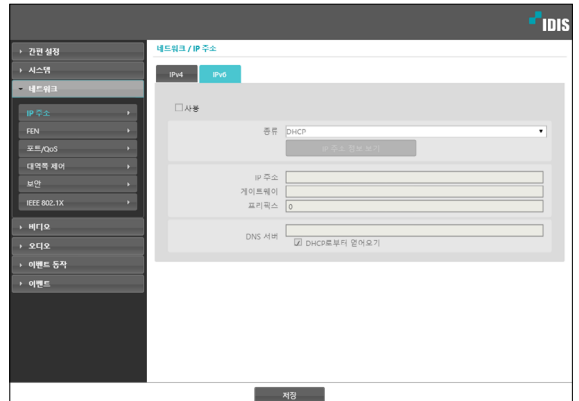 IDIS
간편 설정
시스템
네트워크
IP 주소
FEN
포트/QoS
대역폭 제어
보안
IEEE 802.1X
비디오
오디오
이벤트 동작
이벤트
네트워크 / IP 주소
IPv4 IPv6
사용
종류 DHCP
IP 주소 정보 보기
IP 주소
게이트웨이
프리픽스 0
DNS 서버
DHCP로부터 얻어오기
저장